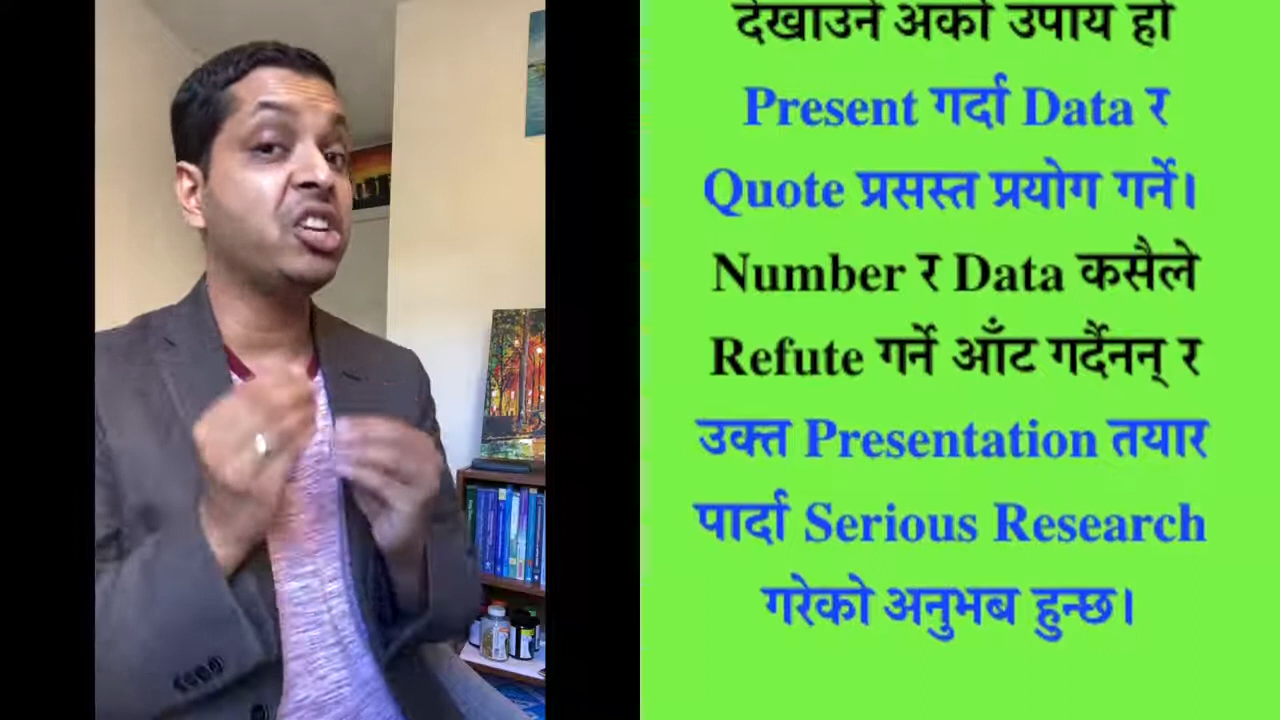 देखाउने अर्को उपाय हो
Present गर्दा Data र
Quote प्रसस्त प्रयोग गर्ने।
Number र Data कसैले
Refute गर्ने आँट गर्दैनन् र
उक्त Presentation तयार
पार्दा Serious Research
गरेको अनुभब हुन्छ।